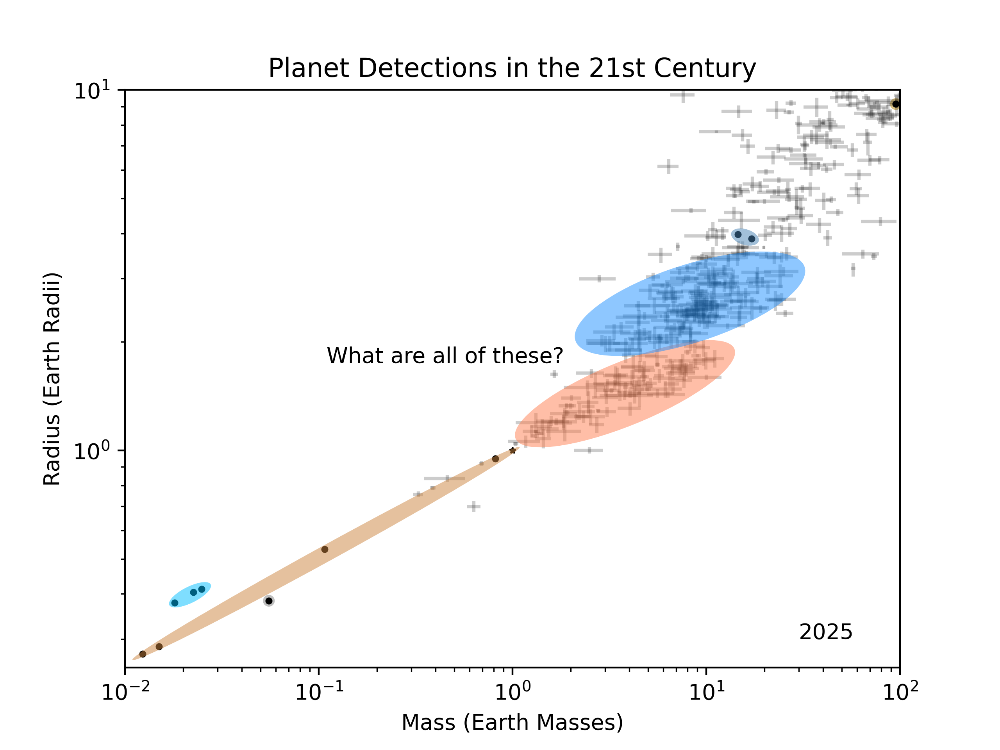 Planet Detections in the 21st Century
10¹
10⁰
Radius (Earth Radii)
What are all of these?
2025
10⁻² 10⁻¹ 10⁰ 10¹ 10²
Mass (Earth Masses)